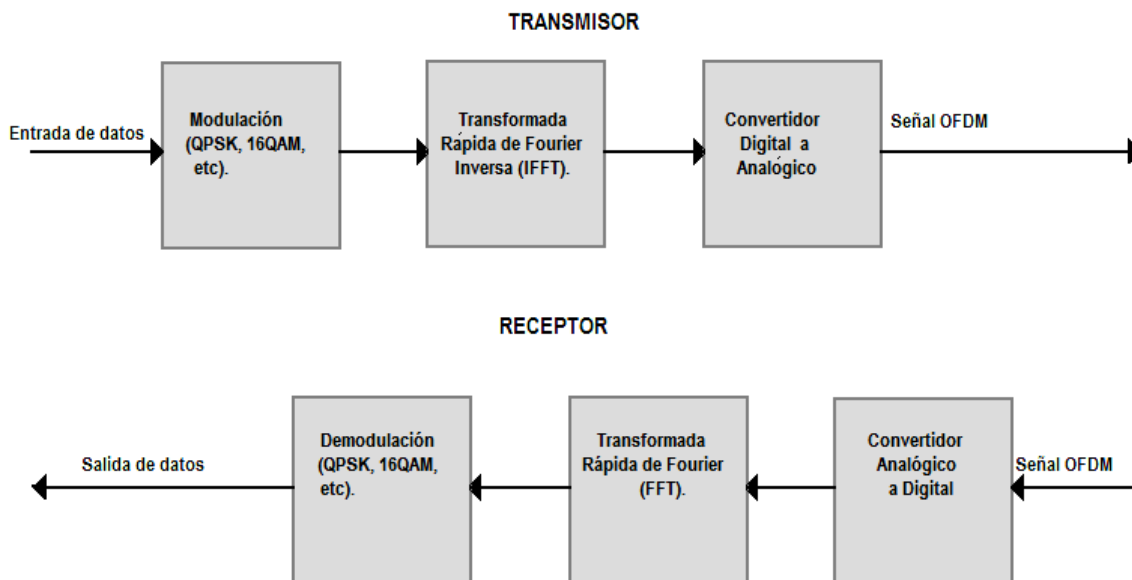 TRANSMISOR
Entrada de datos
Modulación
(QPSK, 16QAM,
etc).
Transformada
Rápida de Fourier
Inversa (IFFT).
Convertidor
Digital a
Analógico
Señal OFDM
RECEPTOR
Salida de datos
Demodulación
(QPSK, 16QAM,
etc).
Transformada
Rápida de Fourier
(FFT).
Convertidor
Analógico
a Digital
Señal OFDM